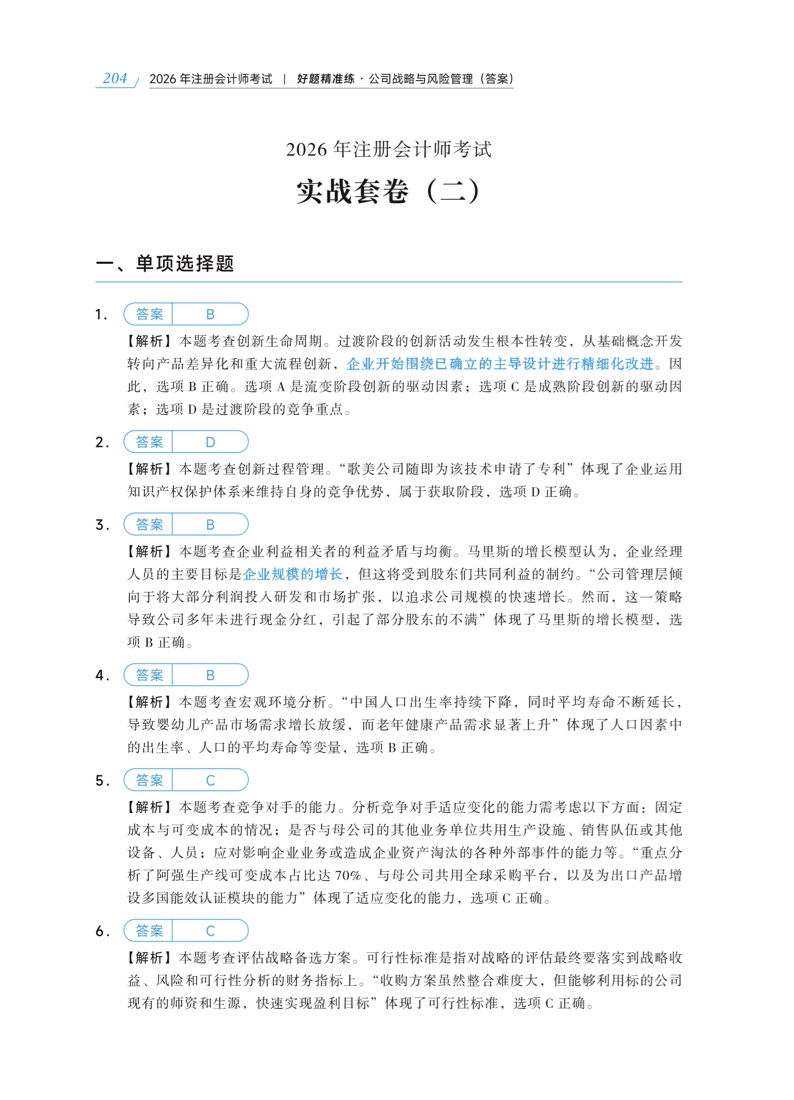 204 2026 年注册会计师考试 | 好题精准练·公司战略与风险管理（答案）
2026 年注册会计师考试
实战套卷（二）
一、单项选择题
1. 答案 B
【解析】本题考查创新生命周期。过渡阶段的创新活动发生根本性转变，从基础概念开发
转向产品差异化和重大流程创新，企业开始围绕已确立的主导设计进行精细化改进。因
此，选项 B 正确。选项 A 是流变阶段创新的驱动因素；选项 C 是成熟阶段创新的驱动因
素；选项 D 是过渡阶段的竞争重点。
2. 答案 D
【解析】本题考查创新过程管理。“歌美公司随即为该技术申请了专利”体现了企业运用
知识产权保护体系来维持自身的竞争优势，属于获取阶段，选项 D 正确。
3. 答案 B
【解析】本题考查企业利益相关者的利益矛盾与均衡。马里斯的增长模型认为，企业经理
人员的主要目标是企业规模的增长，但这将受到股东们共同利益的制约。“公司管理层倾
向于将大部分利润投入研发和市场扩张，以追求公司规模的快速增长。然而，这一策略
导致公司多年未进行现金分红，引起了部分股东的不满”体现了马里斯的增长模型，选
项 B 正确。
4. 答案 B
【解析】本题考查宏观环境分析。“中国人口出生率持续下降，同时平均寿命不断延长，
导致婴幼儿产品市场需求增长放缓，而老年健康产品需求显著上升”体现了人口因素中
的出生率、人口的平均寿命等变量，选项 B 正确。
5. 答案 C
【解析】本题考查竞争对手的能力。分析竞争对手适应变化的能力需考虑以下方面：固定
成本与可变成本的情况；是否与母公司的其他业务单位共用生产设施、销售队伍或其他
设备、人员；应对影响企业业务或造成企业资产淘汰的各种外部事件的能力等。“重点分
析了阿强生产线可变成本占比达 70%、与母公司共用全球采购平台，以及为出口产品增
设多国能效认证模块的能力”体现了适应变化的能力，选项 C 正确。
6. 答案 C
【解析】本题考查评估战略备选方案。可行性标准是指对战略的评估最终要落实到战略收
益、风险和可行性分析的财务指标上。“收购方案虽然整合难度大，但能够利用标的公司
现有的师资和生源，快速实现盈利目标”体现了可行性标准，选项 C 正确。